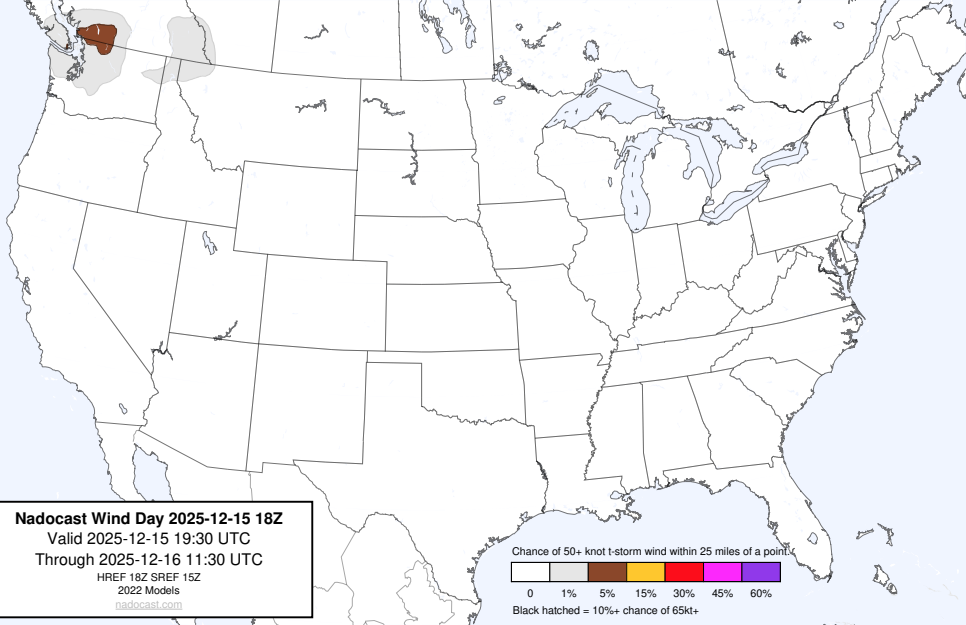 Nadocast Wind Day 2025-12-15 18Z
Valid 2025-12-15 19:30 UTC
Through 2025-12-16 11:30 UTC
HREF 18Z SREF 15Z
2022 Models
nadocast.com
Chance of 50+ knot t-storm wind within 25 miles of a point.
0 1% 5% 15% 30% 45% 60%
Black hatched = 10%+ chance of 65kt+